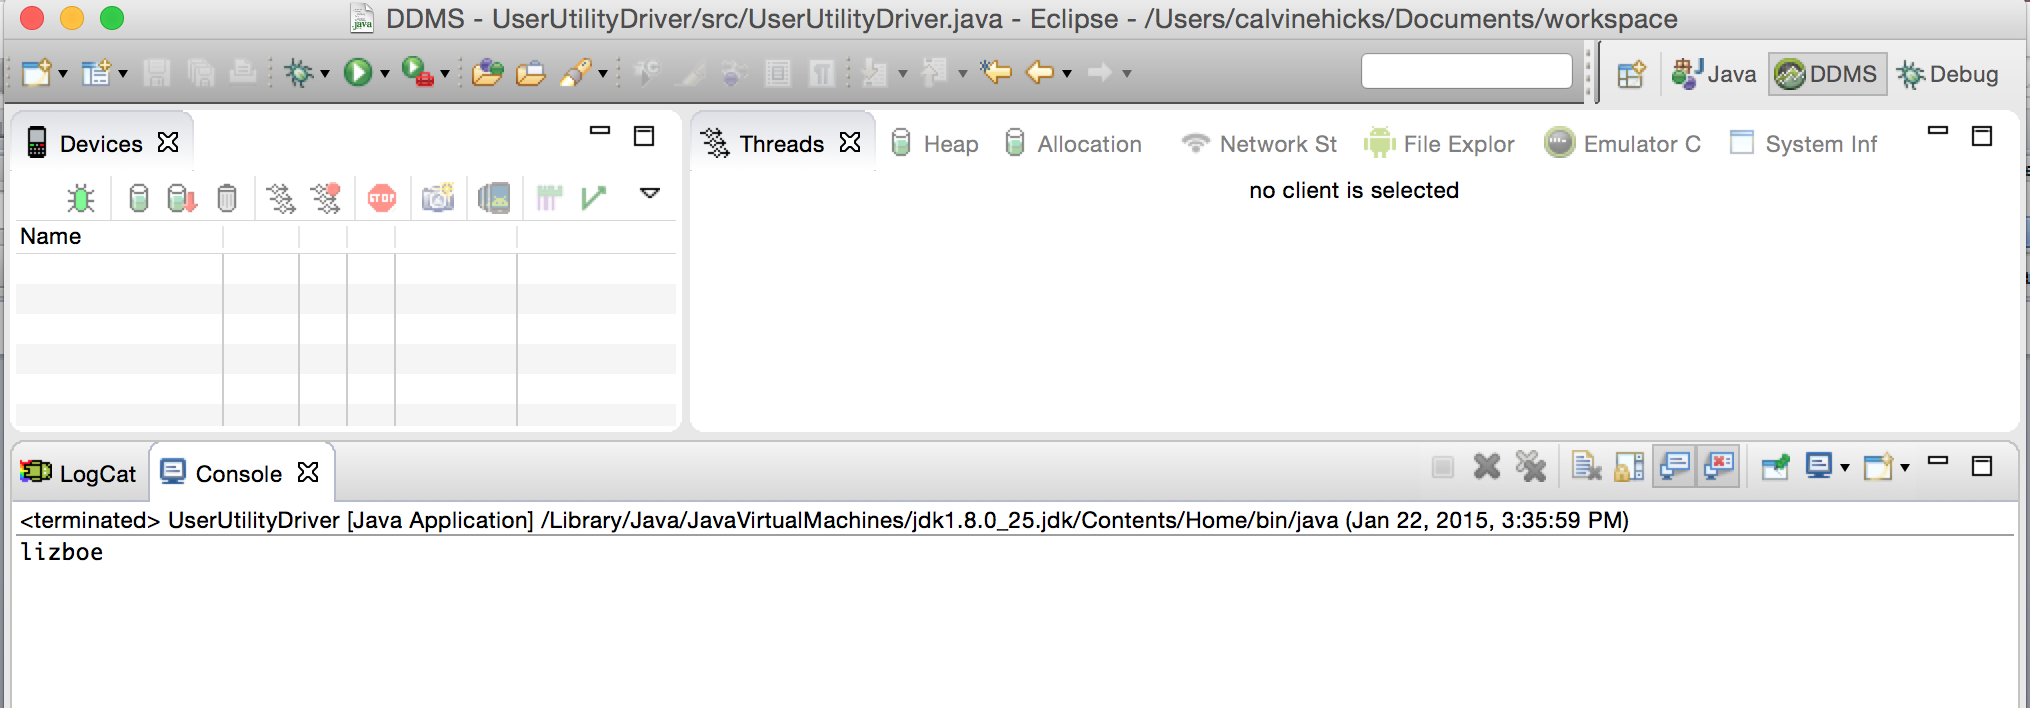 DDMS - UserUtilityDriver/src/UserUtilityDriver.java - Eclipse - /Users/calvinehicks/Documents/workspace
Java DDMS Debug
Devices
Name
Threads Heap Allocation Network St File Explor Emulator C System Inf
no client is selected
LogCat Console
<terminated> UserUtilityDriver [Java Application] /Library/Java/JavaVirtualMachines/jdk1.8.0_25.jdk/Contents/Home/bin/java (Jan 22, 2015, 3:35:59 PM)
lizboe